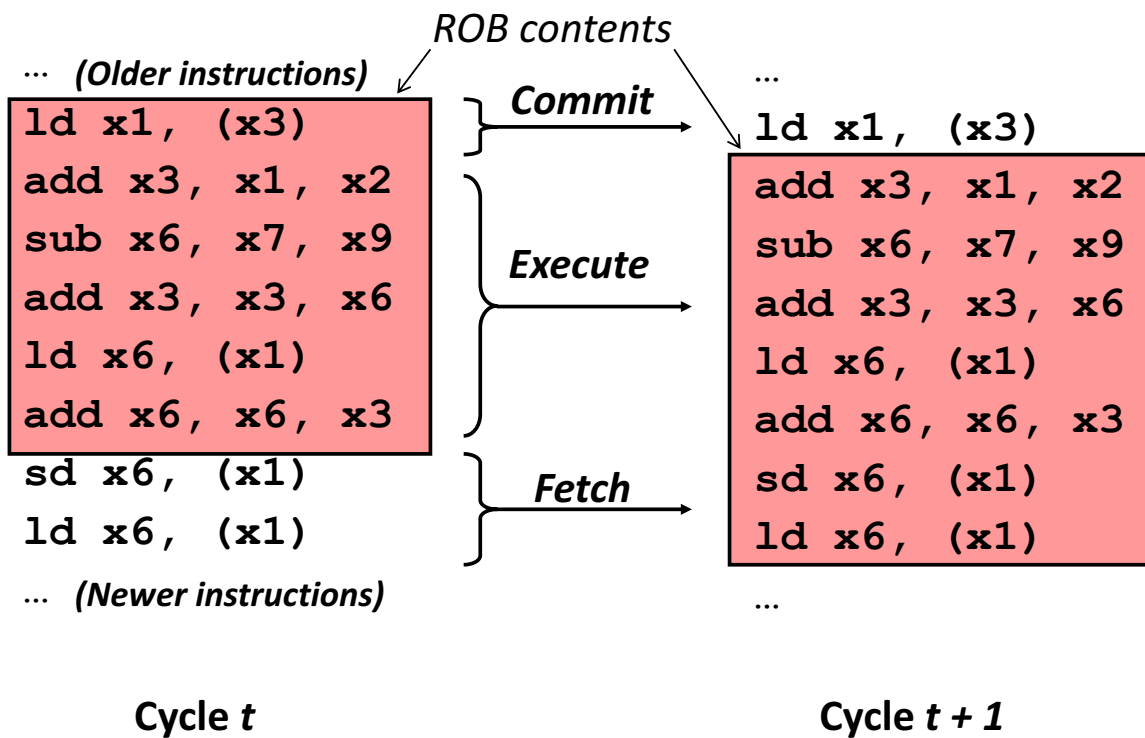 ROB contents
... (Older instructions)
ld x1, (x3)
add x3, x1, x2
sub x6, x7, x9
add x3, x3, x6
ld x6, (x1)
add x6, x6, x3
sd x6, (x1)
ld x6, (x1)
... (Newer instructions)
Cycle t
Commit
Execute
Fetch
...
ld x1, (x3)
add x3, x1, x2
sub x6, x7, x9
add x3, x3, x6
ld x6, (x1)
add x6, x6, x3
sd x6, (x1)
ld x6, (x1)
...
Cycle t + 1